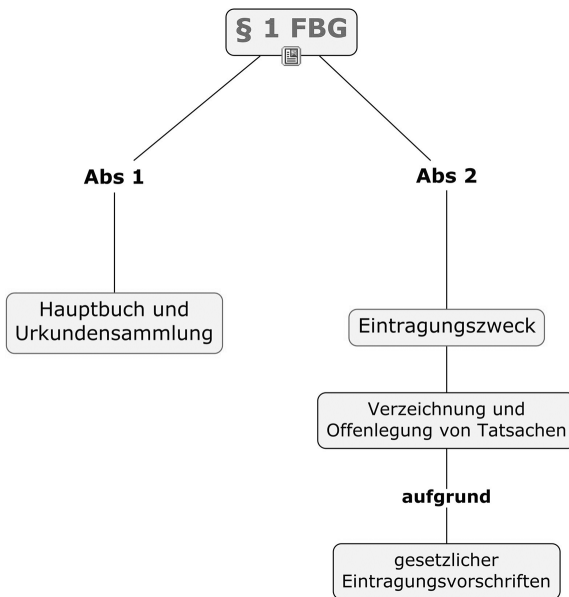 § 1 FBG
Abs 1
Abs 2
Hauptbuch und
Urkundensammlung
Eintragungszweck
Verzeichnung und
Offenlegung von Tatsachen
aufgrund
gesetzlicher
Eintragungsvorschriften